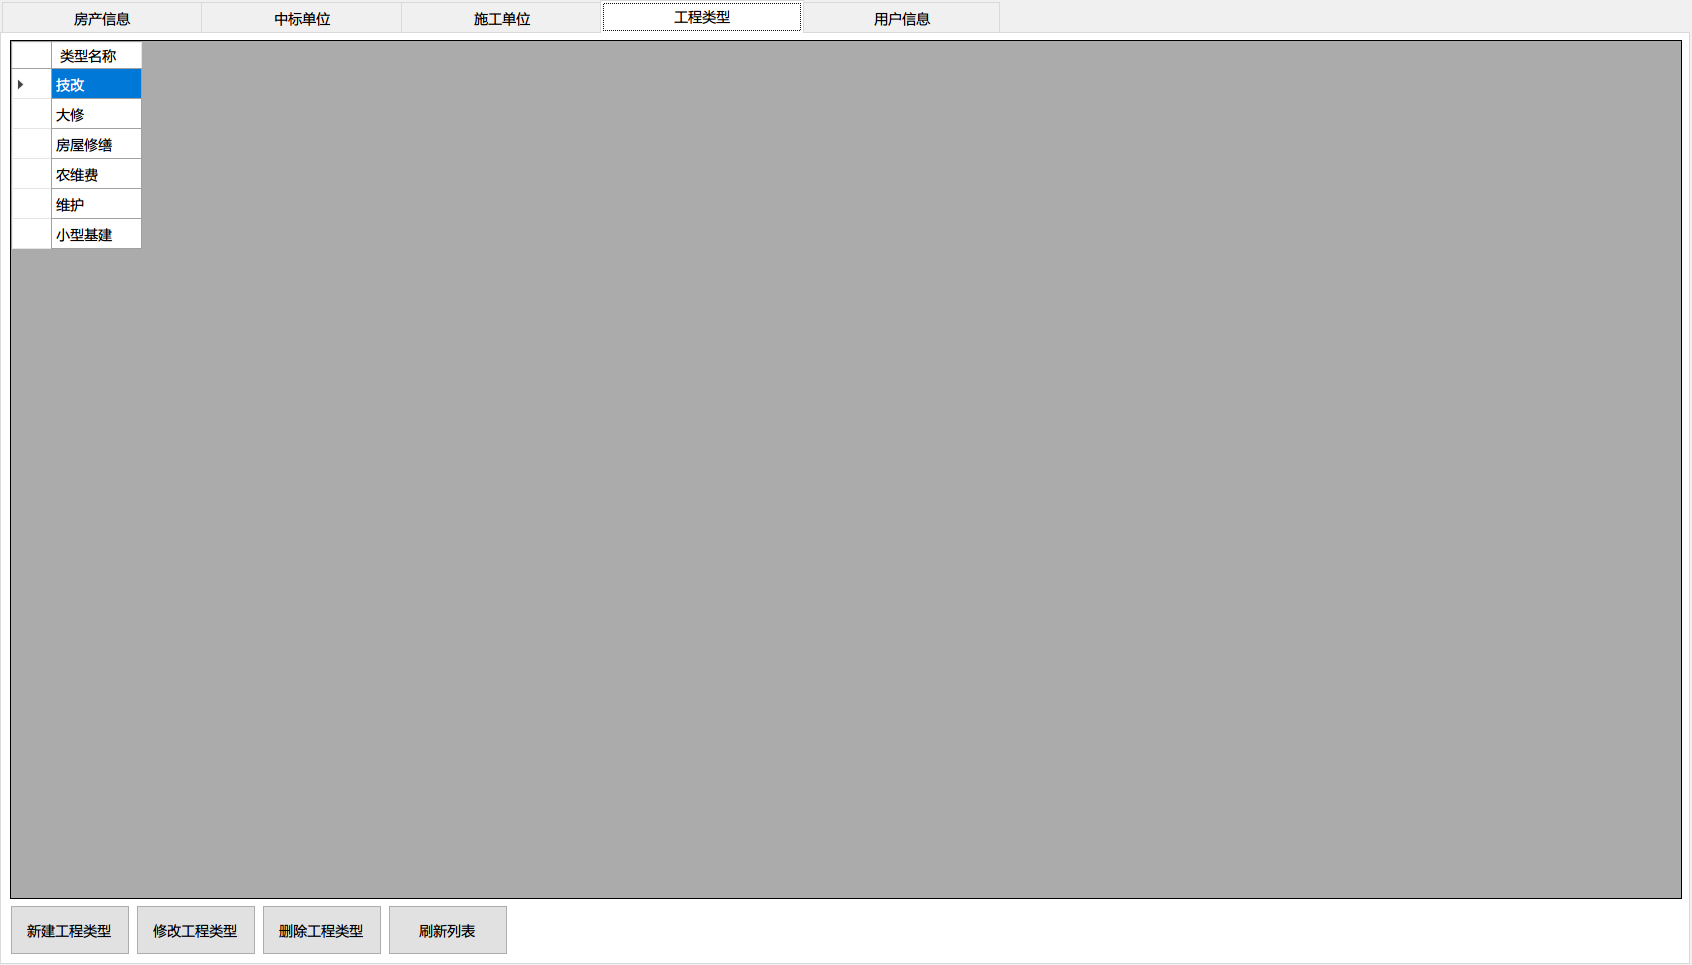 房产信息 中标单位 施工单位 工程类型 用户信息
类型名称
技改
大修
房屋修缮
农维费
维护
小型基建
新建工程类型 修改工程类型 删除工程类型 刷新列表